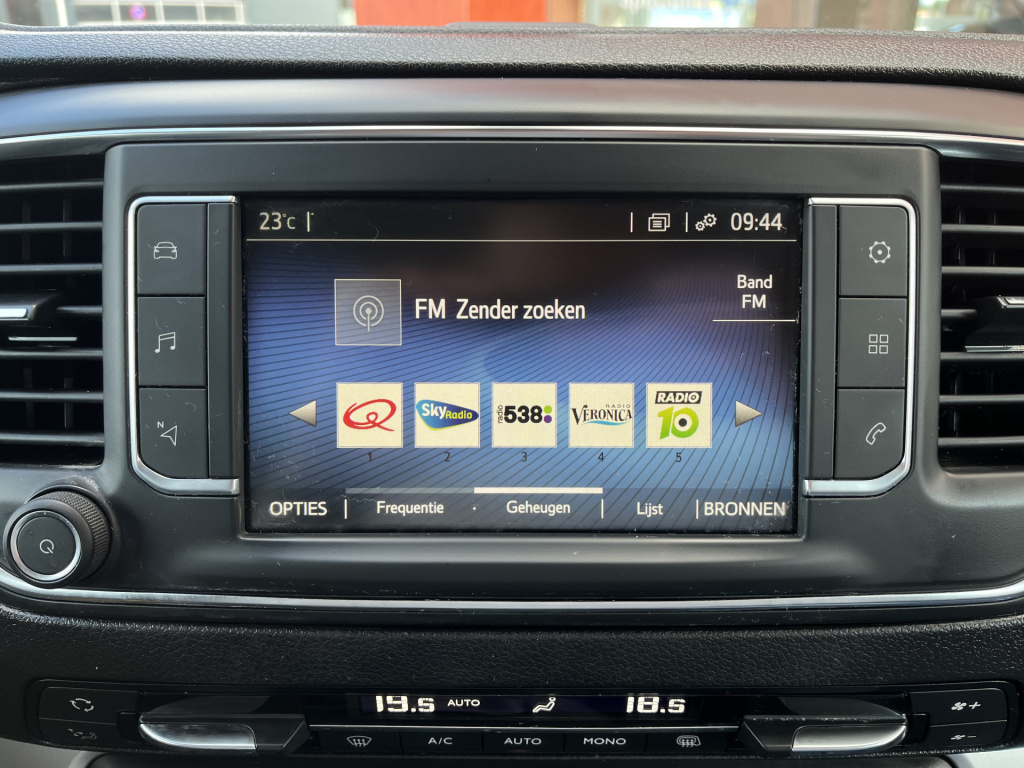 23°C
09:44
Band
FM
FM Zender zoeken
Q
Sky Radio
radio 538
RADIO
VERONICA
RADIO
10
1 2 3 4 5
OPTIES Frequentie Geheugen Lijst BRONNEN
N
19.5 AUTO 18.5
A/C AUTO MONO